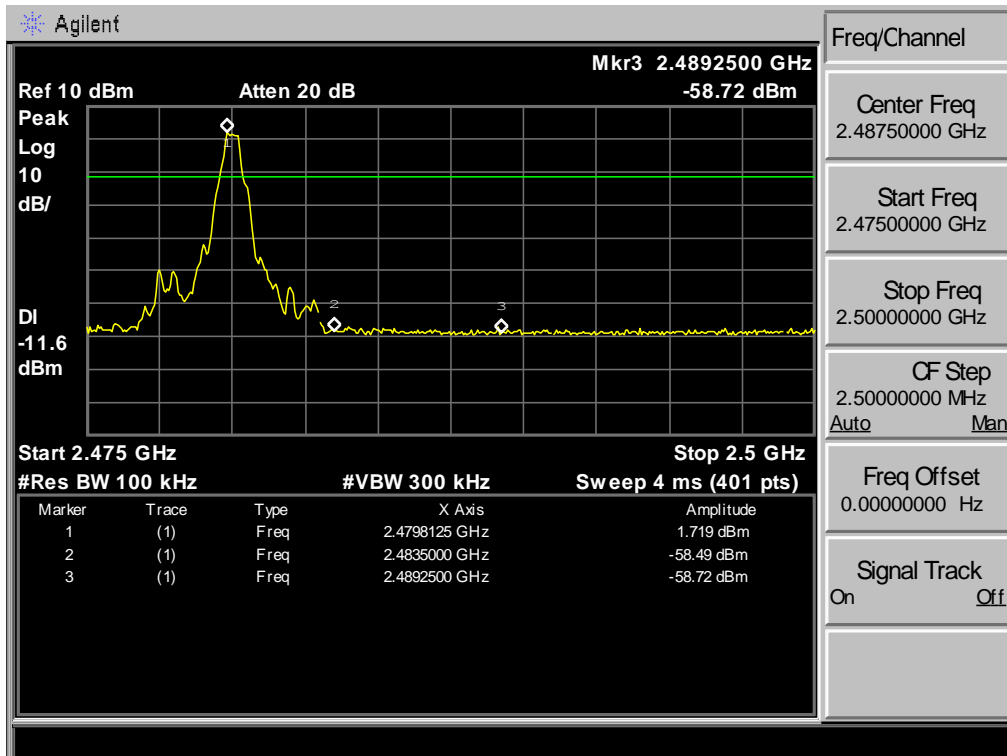 Agilent
Freq/Channel
Mkr3 2.4892500 GHz
Ref 10 dBm Atten 20 dB -58.72 dBm
Peak
Log
10
dB/
1
2
3
DI
-11.6
dBm
Start 2.475 GHz Stop 2.5 GHz
#Res BW 100 kHz #VBW 300 kHz Sweep 4 ms (401 pts)
Marker Trace Type X Axis Amplitude
1 (1) Freq 2.4798125 GHz 1.719 dBm
2 (1) Freq 2.4835000 GHz -58.49 dBm
3 (1) Freq 2.4892500 GHz -58.72 dBm
Center Freq
2.48750000 GHz
Start Freq
2.47500000 GHz
Stop Freq
2.50000000 GHz
CF Step
2.50000000 MHz
Auto Man
Freq Offset
0.00000000 Hz
Signal Track
On Off